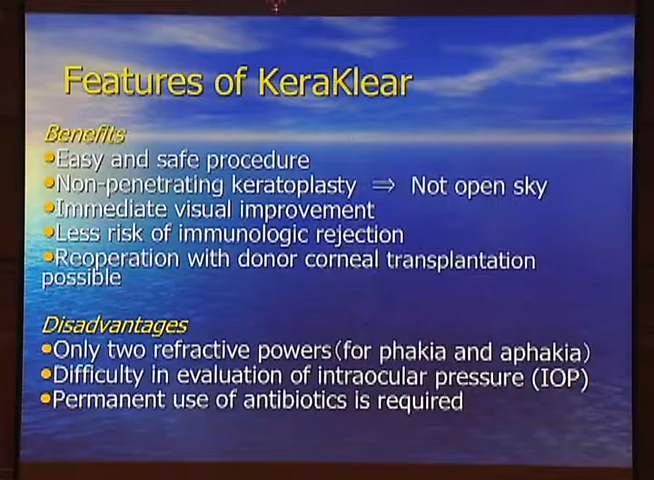 Features of KeraKlear
Benefits
•Easy and safe procedure
•Non-penetrating keratoplasty ⇒ Not open sky
•Immediate visual improvement
•Less risk of immunologic rejection
•Reoperation with donor corneal transplantation
possible
Disadvantages
•Only two refractive powers(for phakia and aphakia)
•Difficulty in evaluation of intraocular pressure (IOP)
•Permanent use of antibiotics is required